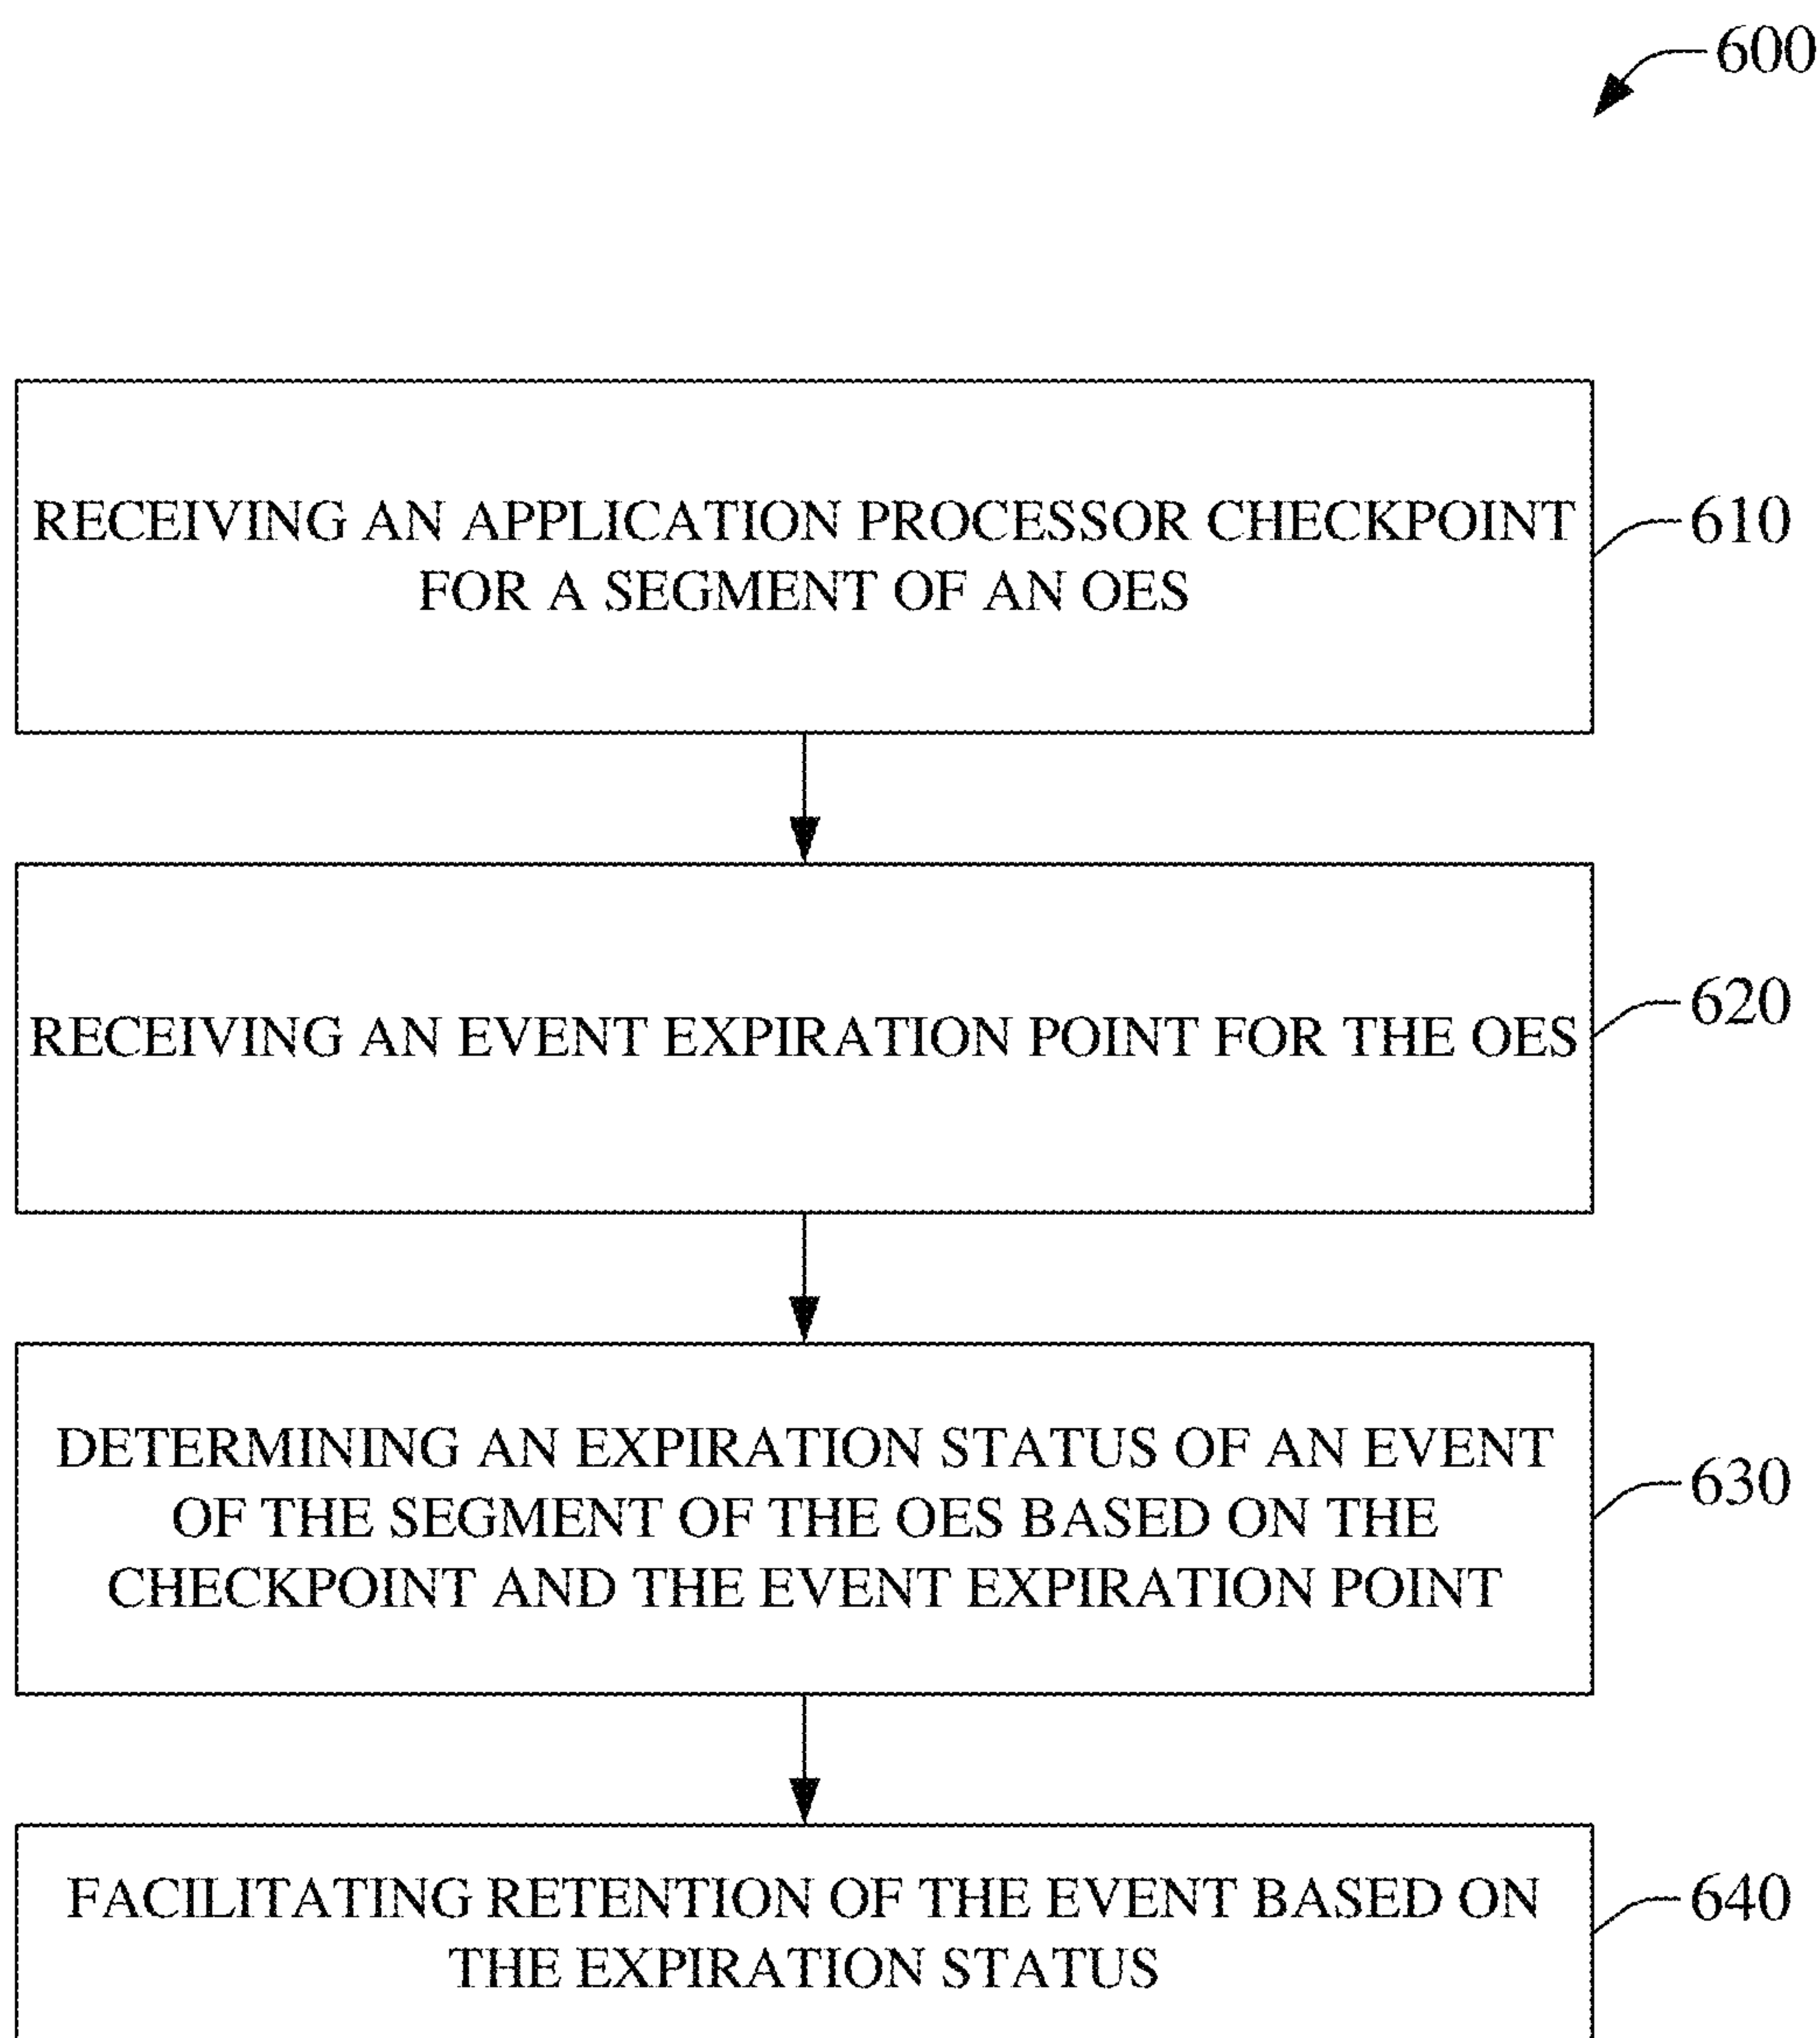 600
RECEIVING AN APPLICATION PROCESSOR CHECKPOINT
FOR A SEGMENT OF AN OES
610
RECEIVING AN EVENT EXPIRATION POINT FOR THE OES
620
DETERMINING AN EXPIRATION STATUS OF AN EVENT
OF THE SEGMENT OF THE OES BASED ON THE
CHECKPOINT AND THE EVENT EXPIRATION POINT
630
FACILITATING RETENTION OF THE EVENT BASED ON
THE EXPIRATION STATUS
640